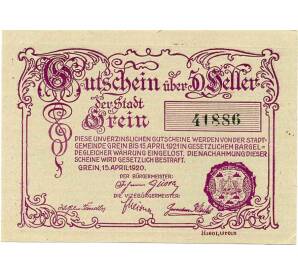 Gutschein über 5 Heller
der Stadt
Grein
41886
DIESE UNVERZINSLICHEN GUTSCHEINE WERDEN VON DER STADT-
GEMEINDE GREIN BIS 15.APRIL 1921 IN GESETZLICHEM BARGEL-
DE GLEICHER WÄHRUNG EINGELÖST. DIE NACHAHMUNG DIESER
SCHEINE WIRD GESETZLICH BESTRAFT.
GREIN, 15.APRIL 1920.
DER BÜRGERMEISTER:
DIE VIZEBÜRGERMEISTER: